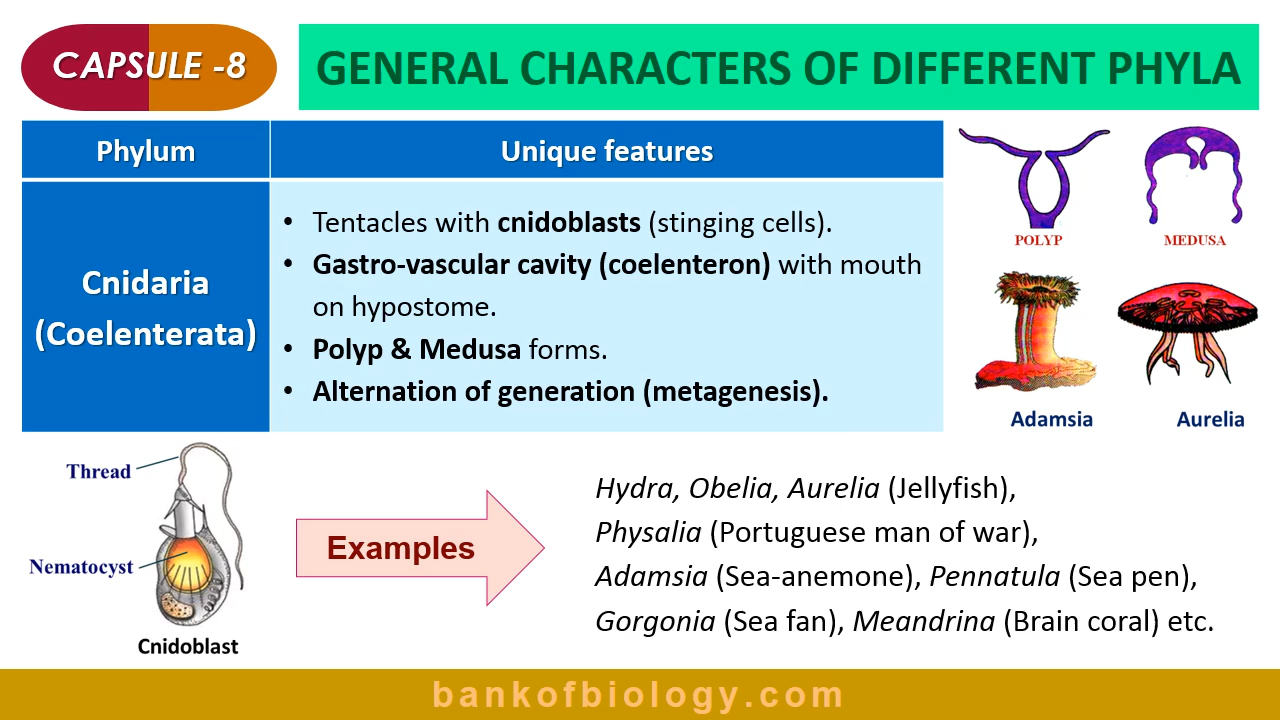 CAPSULE -8
GENERAL CHARACTERS OF DIFFERENT PHYLA
Phylum
Unique features
Cnidaria
(Coelenterata)
• Tentacles with cnidoblasts (stinging cells).
• Gastro-vascular cavity (coelenteron) with mouth
on hypostome.
• Polyp & Medusa forms.
• Alternation of generation (metagenesis).
POLYP
MEDUSA
Adamsia
Aurelia
Thread
Nematocyst
Cnidoblast
Examples
Hydra, Obelia, Aurelia (Jellyfish),
Physalia (Portuguese man of war),
Adamsia (Sea-anemone), Pennatula (Sea pen),
Gorgonia (Sea fan), Meandrina (Brain coral) etc.
bankofbiology.com